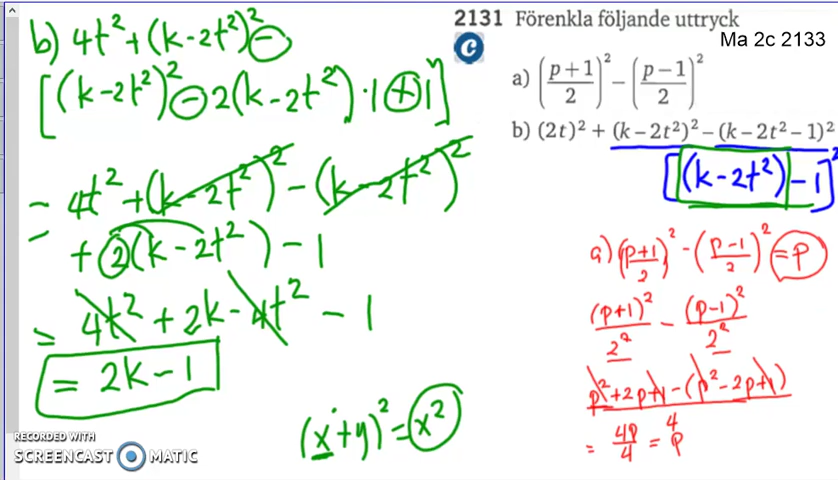 b) 4t² + (k-2t²)² -
[(k-2t²)² - 2(k-2t²)·1 + 1²]
= 4t² + (k-2t²)² - (k-2t²)²
= + 2(k-2t²) - 1
= 4t² + 2k - 4t² - 1
= 2k - 1
(x+y)² = x²
RECORDED WITH
SCREENCAST MATIC
2131 Förenkla följande uttryck
Ma 2c 2133
C
a) ((p+1)/2)² - ((p-1)/2)²
b) (2t)² + (k-2t²)² - (k-2t²-1)²
[(k-2t²)-1]²
a) ((p+1)/2)² - ((p-1)/2)² = p
(p+1)²/2² - (p-1)²/2²
p²+2p+1-(p²-2p+1)
4
= 4p/4 = p